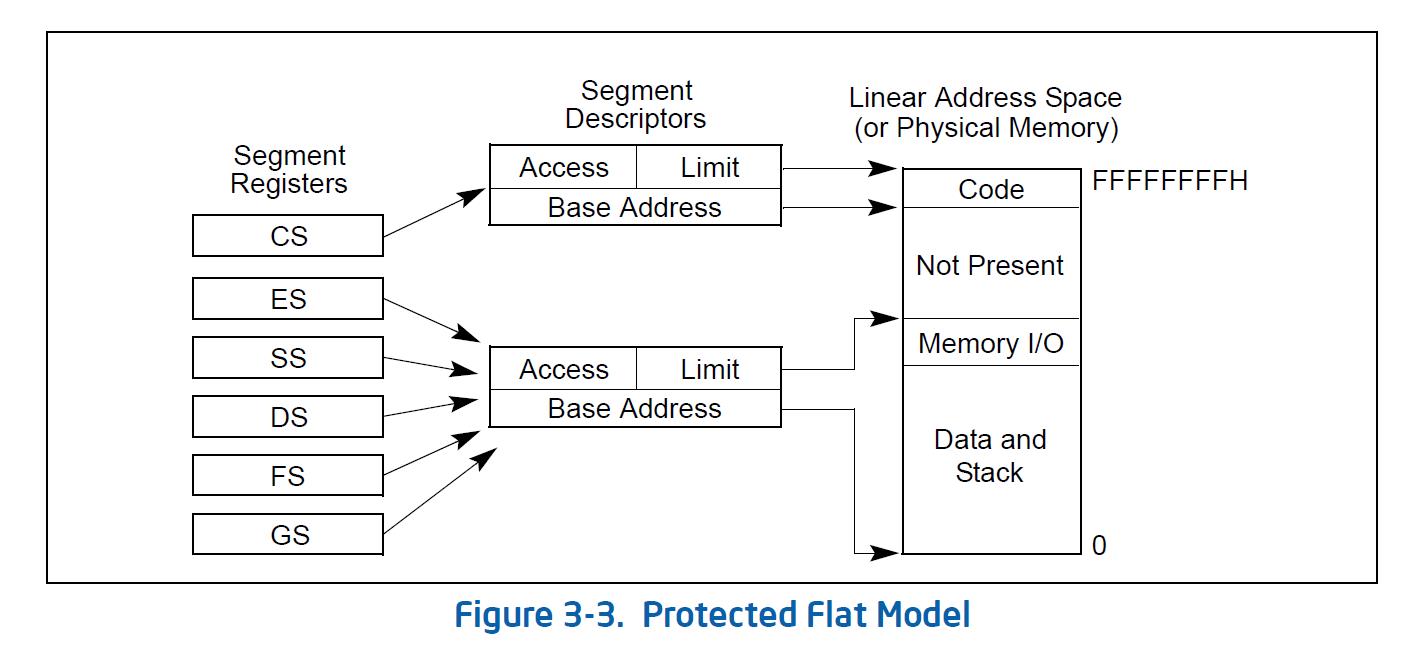 Segment
Descriptors
Linear Address Space
(or Physical Memory)
Segment
Registers
Access
Limit
Base Address
Code
FFFFFFFFH
CS
Not Present
ES
Memory I/O
SS
Access
Limit
Base Address
DS
Data and
Stack
FS
GS
0
Figure 3-3. Protected Flat Model